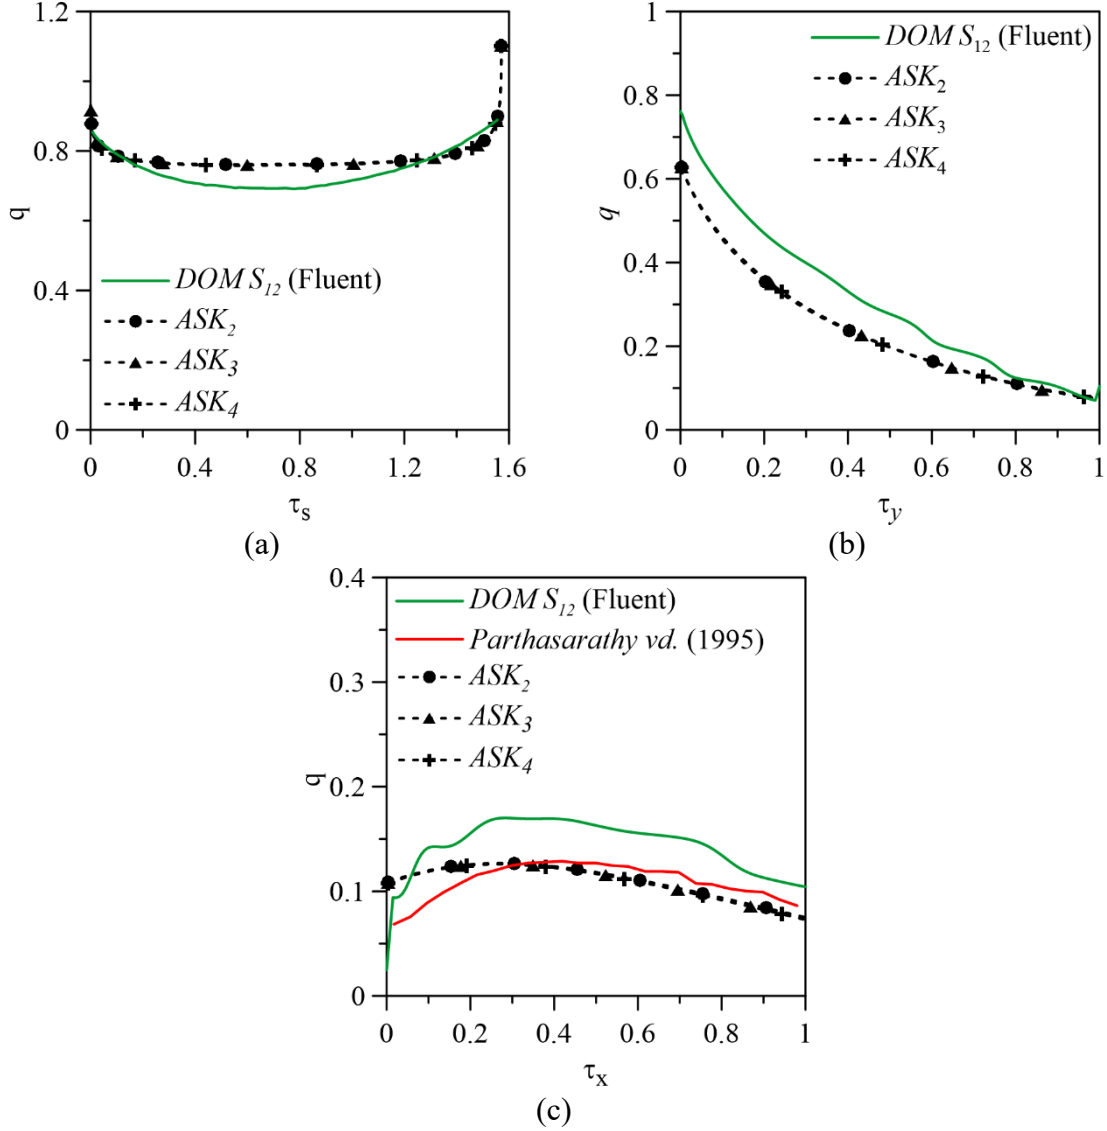 1.2
0.8
0.4
0
q
DOM S12 (Fluent)
ASK2
ASK3
ASK4
0 0.4 0.8 1.2 1.6
τs
(a)
1
0.8
0.6
0.4
0.2
0
q
DOM S12 (Fluent)
ASK2
ASK3
ASK4
0 0.2 0.4 0.6 0.8 1
τy
(b)
0.4
0.3
0.2
0.1
0
q
DOM S12 (Fluent)
Parthasarathy vd. (1995)
ASK2
ASK3
ASK4
0 0.2 0.4 0.6 0.8 1
τx
(c)